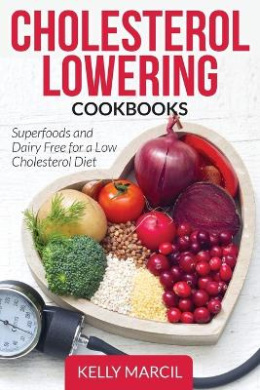 CHOLESTEROL
LOWERING
COOKBOOKS
Superfoods and
Dairy Free for a Low
Cholesterol Diet
KELLY MARCIL